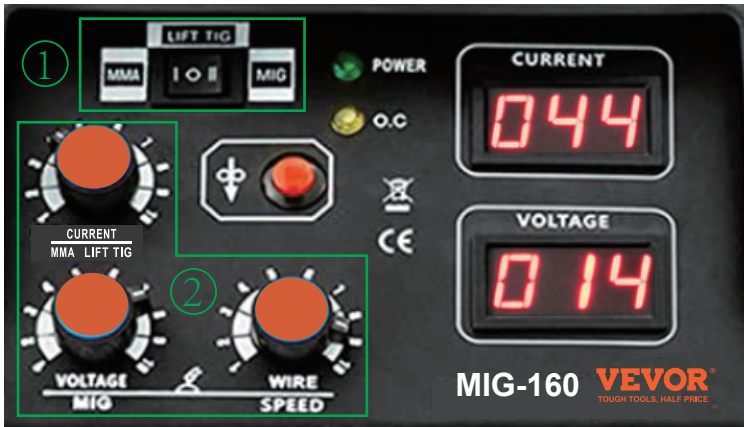 ①
LIFT TIG
MMA
I O II
MIG
POWER
O.C
CURRENT
044
CURRENT
MMA LIFT TIG
CE
VOLTAGE
014
②
VOLTAGE
MIG
WIRE
SPEED
MIG-160
VEVOR®
TOUGH TOOLS, HALF PRICE